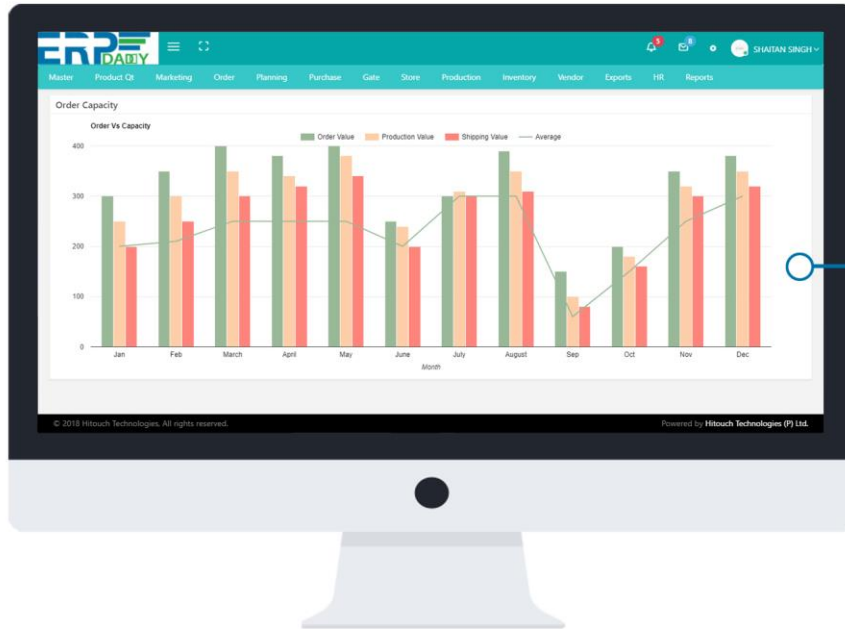 ERP DADDY
5
8
SHAITAN SINGH
Master Product Qt Marketing Order Planning Purchase Gate Store Production Inventory Vendor Exports HR Reports
Order Capacity
Order Vs Capacity
Order Value Production Value Shipping Value Average
400
300
200
100
0
Jan Feb March April May June July August Sep Oct Nov Dec
Month
© 2018 Hitouch Technologies. All rights reserved.
Powered by Hitouch Technologies (P) Ltd.